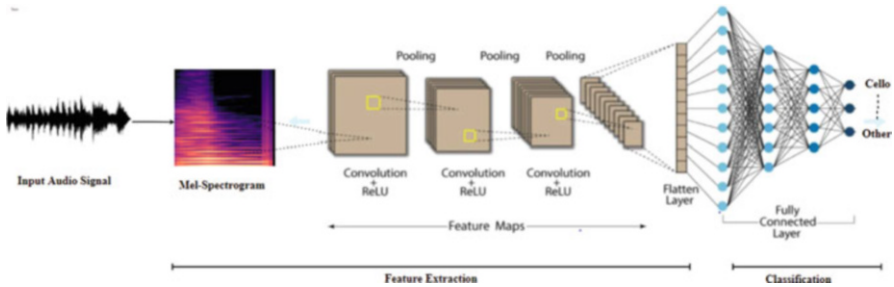 Pooling
Pooling
Pooling
Input Audio Signal
Mel-Spectrogram
Convolution
+
ReLU
Convolution
+
ReLU
Convolution
+
ReLU
Flatten
Layer
Cello
Other
Feature Maps
Fully
Connected
Layer
Feature Extraction
Classification